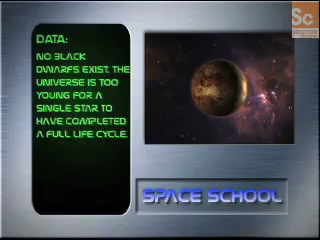 DATA:
NO BLACK
DWARFS EXIST. THE
UNIVERSE IS TOO
YOUNG FOR A
SINGLE STAR TO
HAVE COMPLETED
A FULL LIFE CYCLE.
Sc
SPACE SCHOOL